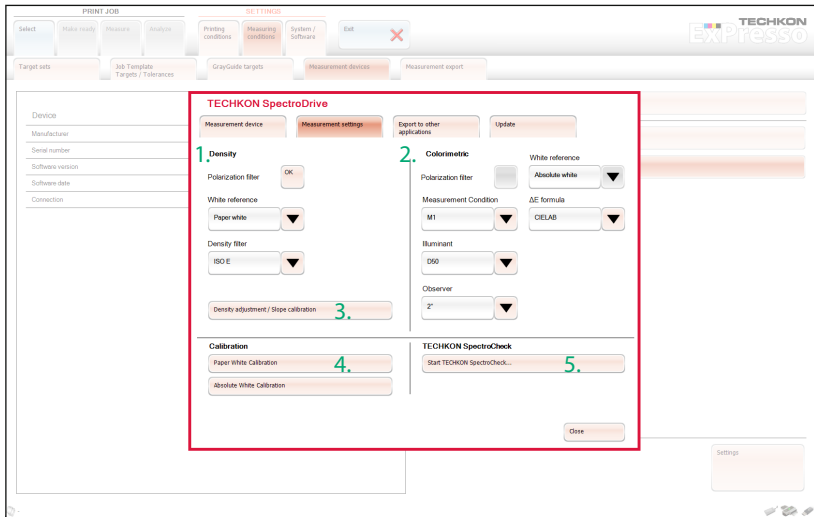 PRINT JOB
SETTINGS
Select
Make ready
Measure
Analyze
Printing
conditions
Measuring
conditions
System /
Software
Exit
TECHKON
ExPresso
Target sets
Job Template
Targets / Tolerances
GrayGuide targets
Measurement devices
Measurement export
Device
Manufacturer
Serial number
Software version
Software date
Connection
TECHKON SpectroDrive
Measurement device
Measurement settings
Export to other
applications
Update
1. Density
Polarization filter
OK
White reference
Paper white
Density filter
ISO E
Density adjustment / Slope calibration 3.
2. Colorimetric
Polarization filter
White reference
Absolute white
Measurement Condition
M1
ΔE formula
CIELAB
Illuminant
D50
Observer
2°
Calibration
Paper White Calibration 4.
Absolute White Calibration
TECHKON SpectroCheck
Start TECHKON SpectroCheck... 5.
Close
Settings